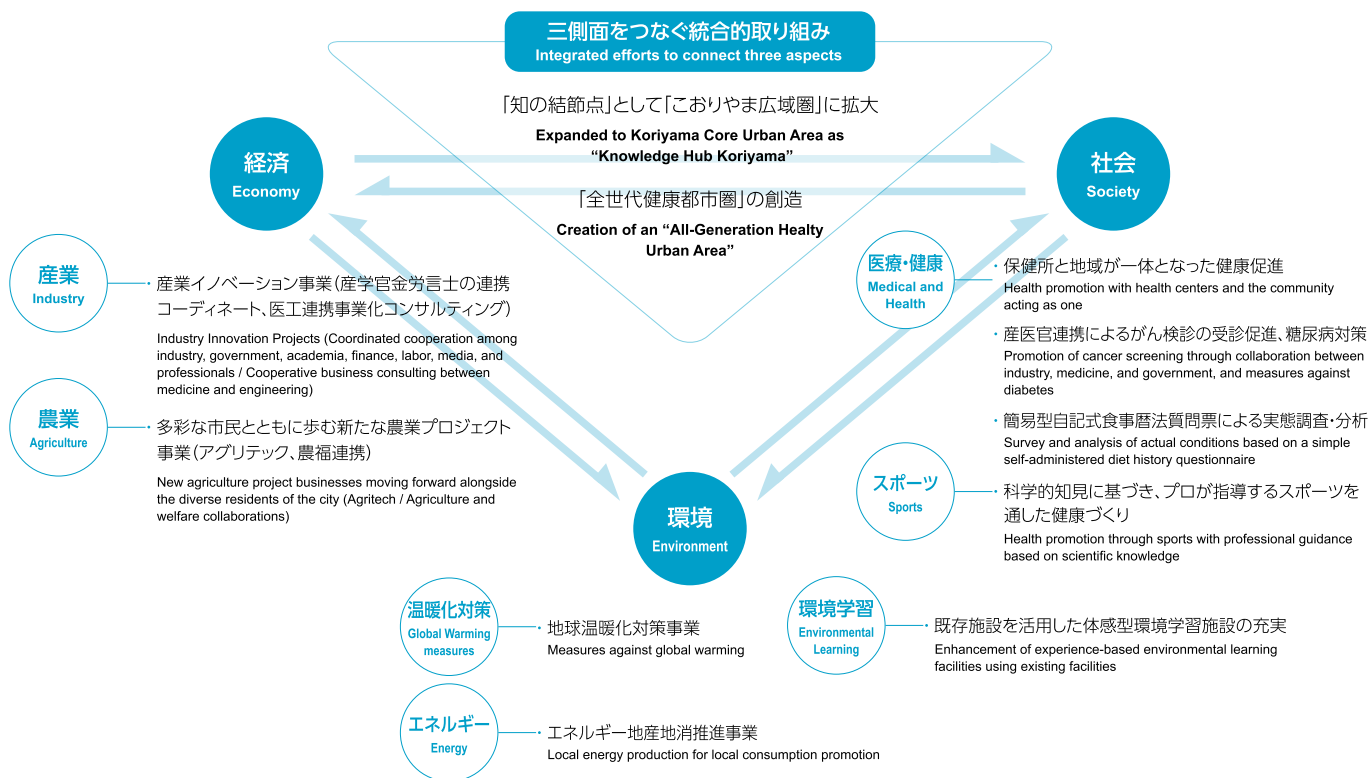 三側面をつなぐ統合的取り組み
Integrated efforts to connect three aspects
「知の結節点」として「こおりやま広域圏」に拡大
Expanded to Koriyama Core Urban Area as
“Knowledge Hub Koriyama”
「全世代健康都市圏」の創造
Creation of an “All-Generation Healty
Urban Area”
経済
Economy
産業
Industry
・産業イノベーション事業(産学官金労言士の連携
コーディネート、医工連携事業化コンサルティング)
Industry Innovation Projects (Coordinated cooperation among
industry, government, academia, finance, labor, media, and
professionals / Cooperative business consulting between
medicine and engineering)
農業
Agriculture
・多彩な市民とともに歩む新たな農業プロジェクト
事業(アグリテック、農福連携)
New agriculture project businesses moving forward alongside
the diverse residents of the city (Agritech / Agriculture and
welfare collaborations)
社会
Society
医療・健康
Medical and
Health
・保健所と地域が一体となった健康促進
Health promotion with health centers and the community
acting as one
・産医官連携によるがん検診の受診促進、糖尿病対策
Promotion of cancer screening through collaboration between
industry, medicine, and government, and measures against
diabetes
・簡易型自記式食事暦法質問票による実態調査・分析
Survey and analysis of actual conditions based on a simple
self-administered diet history questionnaire
スポーツ
Sports
・科学的知見に基づき、プロが指導するスポーツを
通した健康づくり
Health promotion through sports with professional guidance
based on scientific knowledge
環境
Environment
温暖化対策
Global Warming
measures
・地球温暖化対策事業
Measures against global warming
環境学習
Environmental
Learning
・既存施設を活用した体感型環境学習施設の充実
Enhancement of experience-based environmental learning
facilities using existing facilities
エネルギー
Energy
・エネルギー地産地消推進事業
Local energy production for local consumption promotion